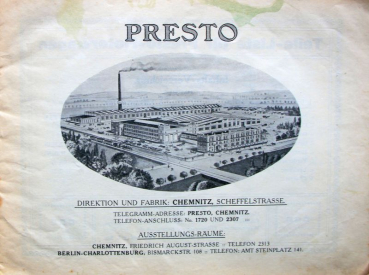 PRESTO
DIREKTION UND FABRIK: CHEMNITZ, SCHEFFELSTRASSE.
TELEGRAMM-ADRESSE: PRESTO, CHEMNITZ.
TELEFON-ANSCHLUSS: No. 1720 UND 2307
AUSSTELLUNGS-RÄUME:
CHEMNITZ, FRIEDRICH AUGUST-STRASSE :: TELEFON 2313
BERLIN-CHARLOTTENBURG, BISMARCKSTR. 108 :: TELEFON: AMT STEINPLATZ 141.